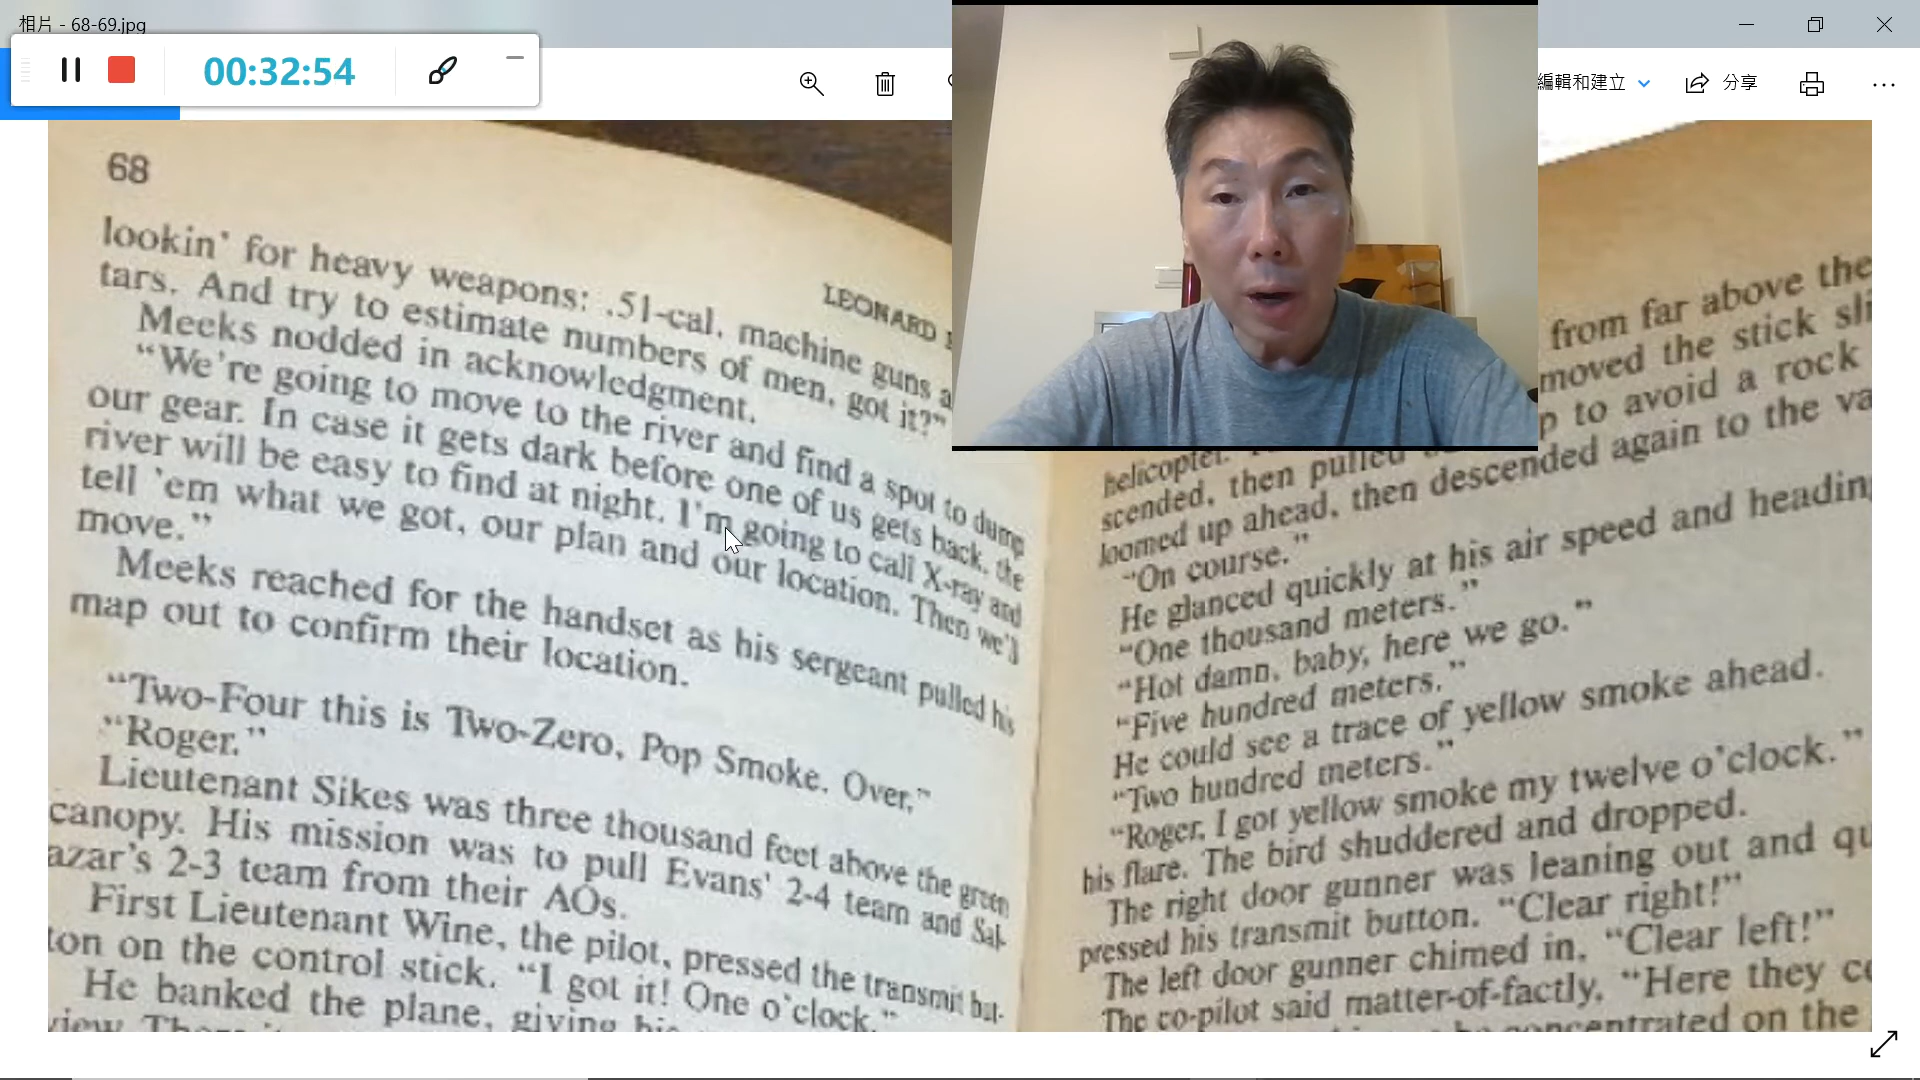 相片 - 68-69.jpg
00:32:54
編輯和建立
分享
68
LEONARD
lookin' for heavy weapons: .51-cal. machine guns
tars. And try to estimate numbers of men, got it?"
Meeks nodded in acknowledgment.
"We're going to move to the river and find a spot to dump
our gear. In case it gets dark before one of us gets back, the
river will be easy to find at night. I'm going to call X-ray and
tell 'em what we got, our plan and our location. Then we'll
move."
Meeks reached for the handset as his sergeant pulled his
map out to confirm their location.
"Two-Four this is Two-Zero, Pop Smoke. Over."
"Roger."
Lieutenant Sikes was three thousand feet above the green
canopy. His mission was to pull Evans' 2-4 team and Sal-
azar's 2-3 team from their AOs.
First Lieutenant Wine, the pilot, pressed the transmit but-
ton on the control stick. "I got it! One o'clock."
He banked the plane, giving
from far above the
moved the stick
to avoid a rock
helicopter.
scended, then pulled
loomed up ahead, then descended again to the
"On course."
He glanced quickly at his air speed and heading
"One thousand meters."
"Hot damn, baby, here we go."
"Five hundred meters."
He could see a trace of yellow smoke ahead.
"Two hundred meters."
"Roger, I got yellow smoke my twelve o'clock."
his flare. The bird shuddered and dropped.
The right door gunner was leaning out and
pressed his transmit button. "Clear right!"
The left door gunner chimed in, "Clear left!"
The co-pilot said matter-of-factly, "Here they
concentrated on the